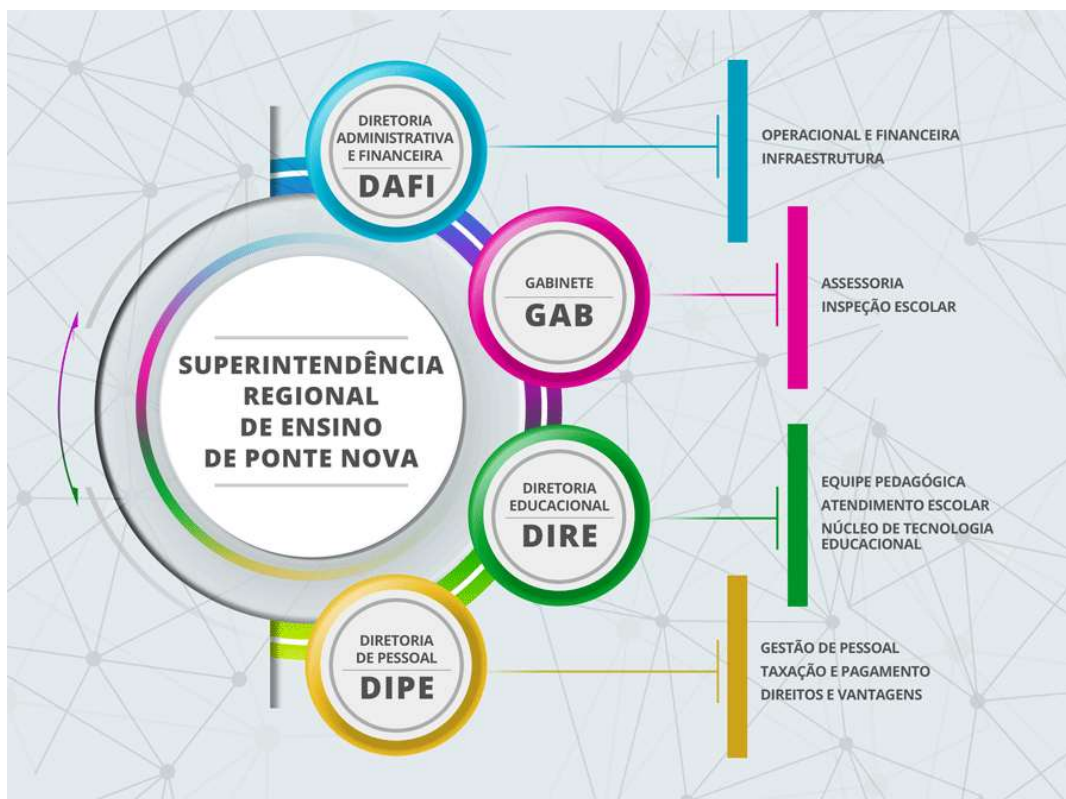 SUPERINTENDÊNCIA
REGIONAL
DE ENSINO
DE PONTE NOVA
DIRETORIA
ADMINISTRATIVA
E FINANCEIRA
DAFI
OPERACIONAL E FINANCEIRA
INFRAESTRUTURA
GABINETE
GAB
ASSESSORIA
INSPEÇÃO ESCOLAR
DIRETORIA
EDUCACIONAL
DIRE
EQUIPE PEDAGÓGICA
ATENDIMENTO ESCOLAR
NÚCLEO DE TECNOLOGIA
EDUCACIONAL
DIRETORIA
DE PESSOAL
DIPE
GESTÃO DE PESSOAL
TAXAÇÃO E PAGAMENTO
DIREITOS E VANTAGENS